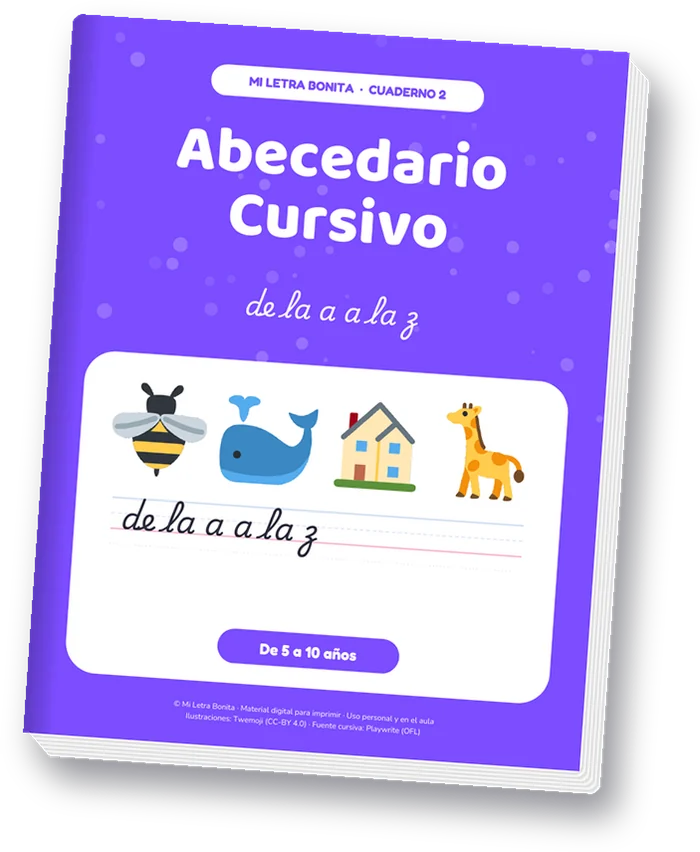 MI LETRA BONITA · CUADERNO 2
Abecedario
Cursivo
de la a a la z
de la a a la z
De 5 a 10 años
© Mi Letra Bonita · Material digital para imprimir · Uso personal y en el aula
Ilustraciones: Twemoji (CC-BY 4.0) · Fuente cursiva: Playwrite (OFL)